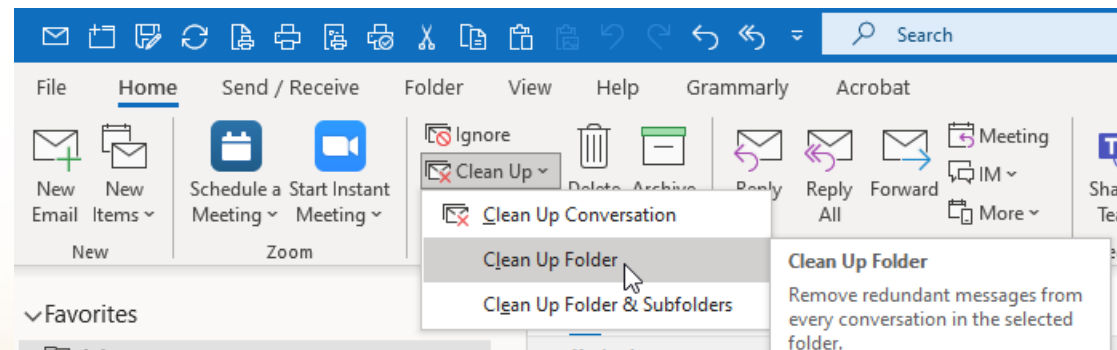 Search
File Home Send / Receive Folder View Help Grammarly Acrobat
Ignore
Meeting
Clean Up
IM
New Email
New Items
Schedule a Meeting
Start Instant Meeting
Delete Archive
Reply
Reply All
Forward
More
New
Zoom
Clean Up Conversation
Clean Up Folder
Clean Up Folder & Subfolders
Clean Up Folder
Remove redundant messages from
every conversation in the selected
folder.
Favorites